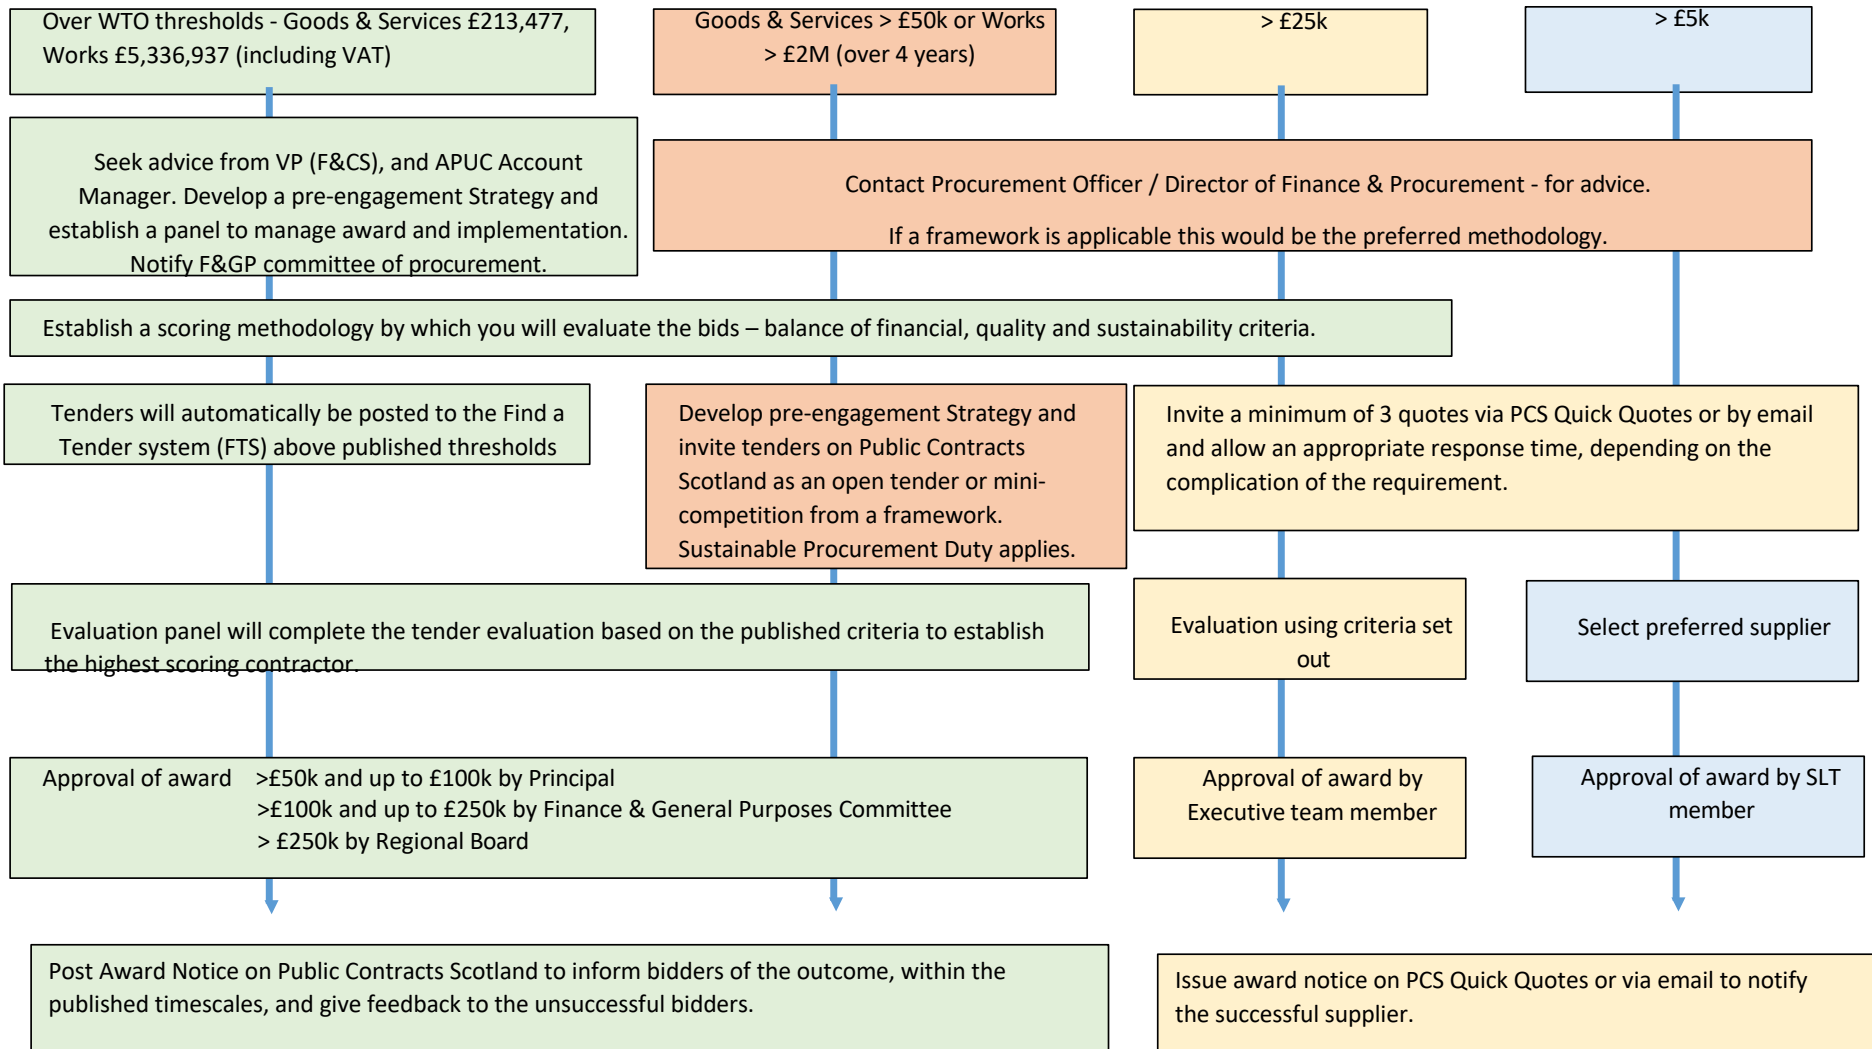 Over WTO thresholds - Goods & Services £213,477,
Works £5,336,937 (including VAT)
Goods & Services > £50k or Works
> £2M (over 4 years)
> £25k
> £5k
Seek advice from VP (F&CS), and APUC Account
Manager. Develop a pre-engagement Strategy and
establish a panel to manage award and implementation.
Notify F&GP committee of procurement.
Contact Procurement Officer / Director of Finance & Procurement - for advice.
If a framework is applicable this would be the preferred methodology.
Establish a scoring methodology by which you will evaluate the bids – balance of financial, quality and sustainability criteria.
Tenders will automatically be posted to the Find a
Tender system (FTS) above published thresholds
Develop pre-engagement Strategy and
invite tenders on Public Contracts
Scotland as an open tender or mini-
competition from a framework.
Sustainable Procurement Duty applies.
Invite a minimum of 3 quotes via PCS Quick Quotes or by email
and allow an appropriate response time, depending on the
complication of the requirement.
Evaluation panel will complete the tender evaluation based on the published criteria to establish
the highest scoring contractor.
Evaluation using criteria set
out
Select preferred supplier
Approval of award >£50k and up to £100k by Principal
>£100k and up to £250k by Finance & General Purposes Committee
> £250k by Regional Board
Approval of award by
Executive team member
Approval of award by SLT
member
Post Award Notice on Public Contracts Scotland to inform bidders of the outcome, within the
published timescales, and give feedback to the unsuccessful bidders.
Issue award notice on PCS Quick Quotes or via email to notify
the successful supplier.